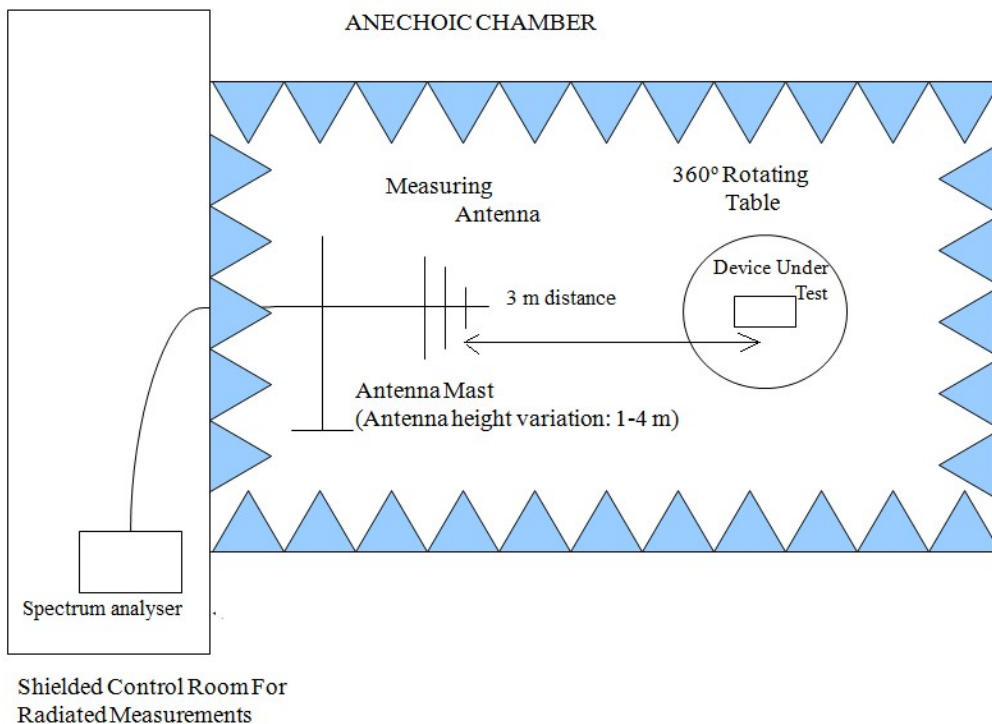 ANECHOIC CHAMBER
Measuring
Antenna
360º Rotating
Table
Device Under
Test
3 m distance
Antenna Mast
(Antenna height variation: 1-4 m)
Spectrum analyser
Shielded Control Room For
Radiated Measurements